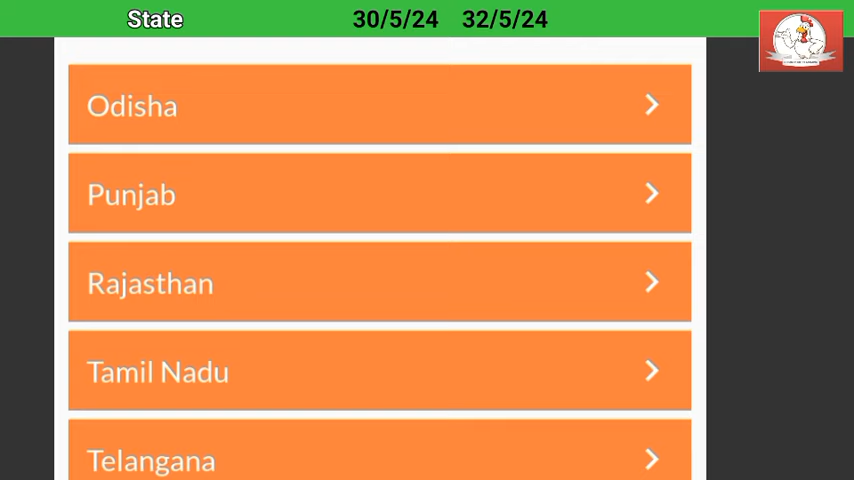 State 30/5/24 32/5/24
Odisha
Punjab
Rajasthan
Tamil Nadu
Telangana